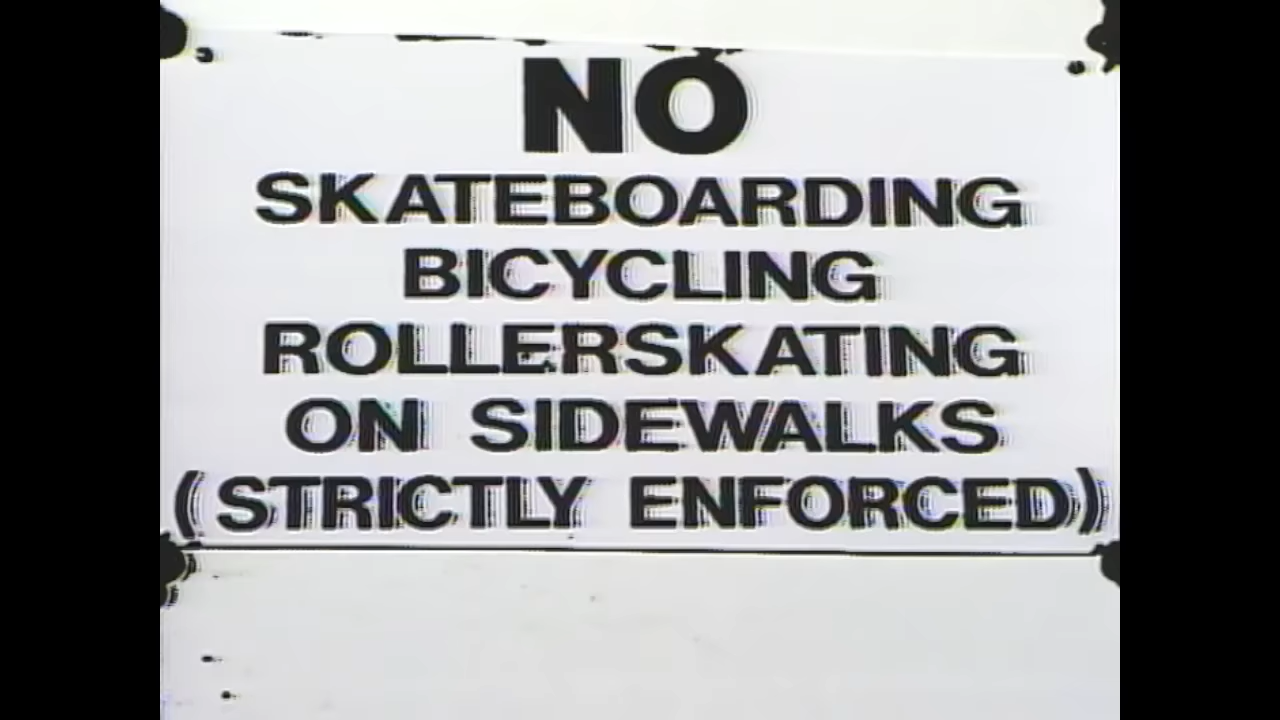 NO
SKATEBOARDING
BICYCLING
ROLLERSKATING
ON SIDEWALKS
(STRICTLY ENFORCED)